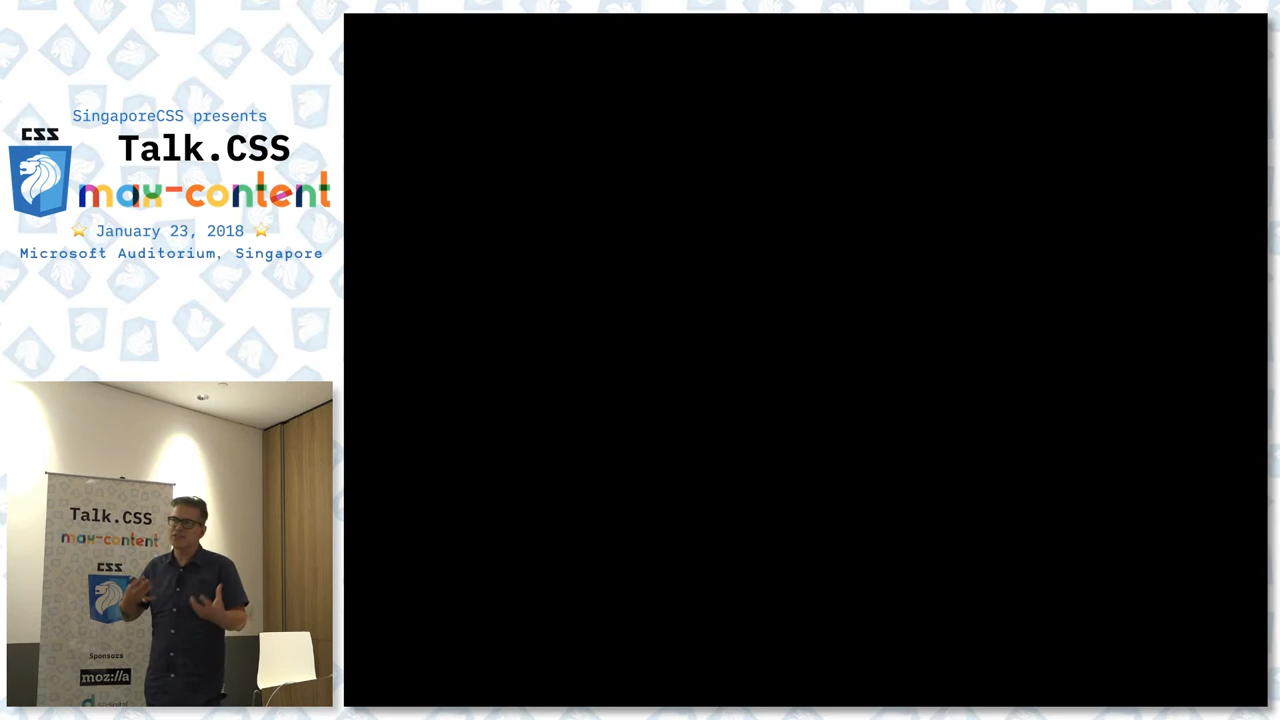 SingaporeCSS presents
CSS
Talk.CSS
max-content
January 23, 2018
Microsoft Auditorium, Singapore
Talk.CSS
max-content
CSS
Sponsors
moz://a